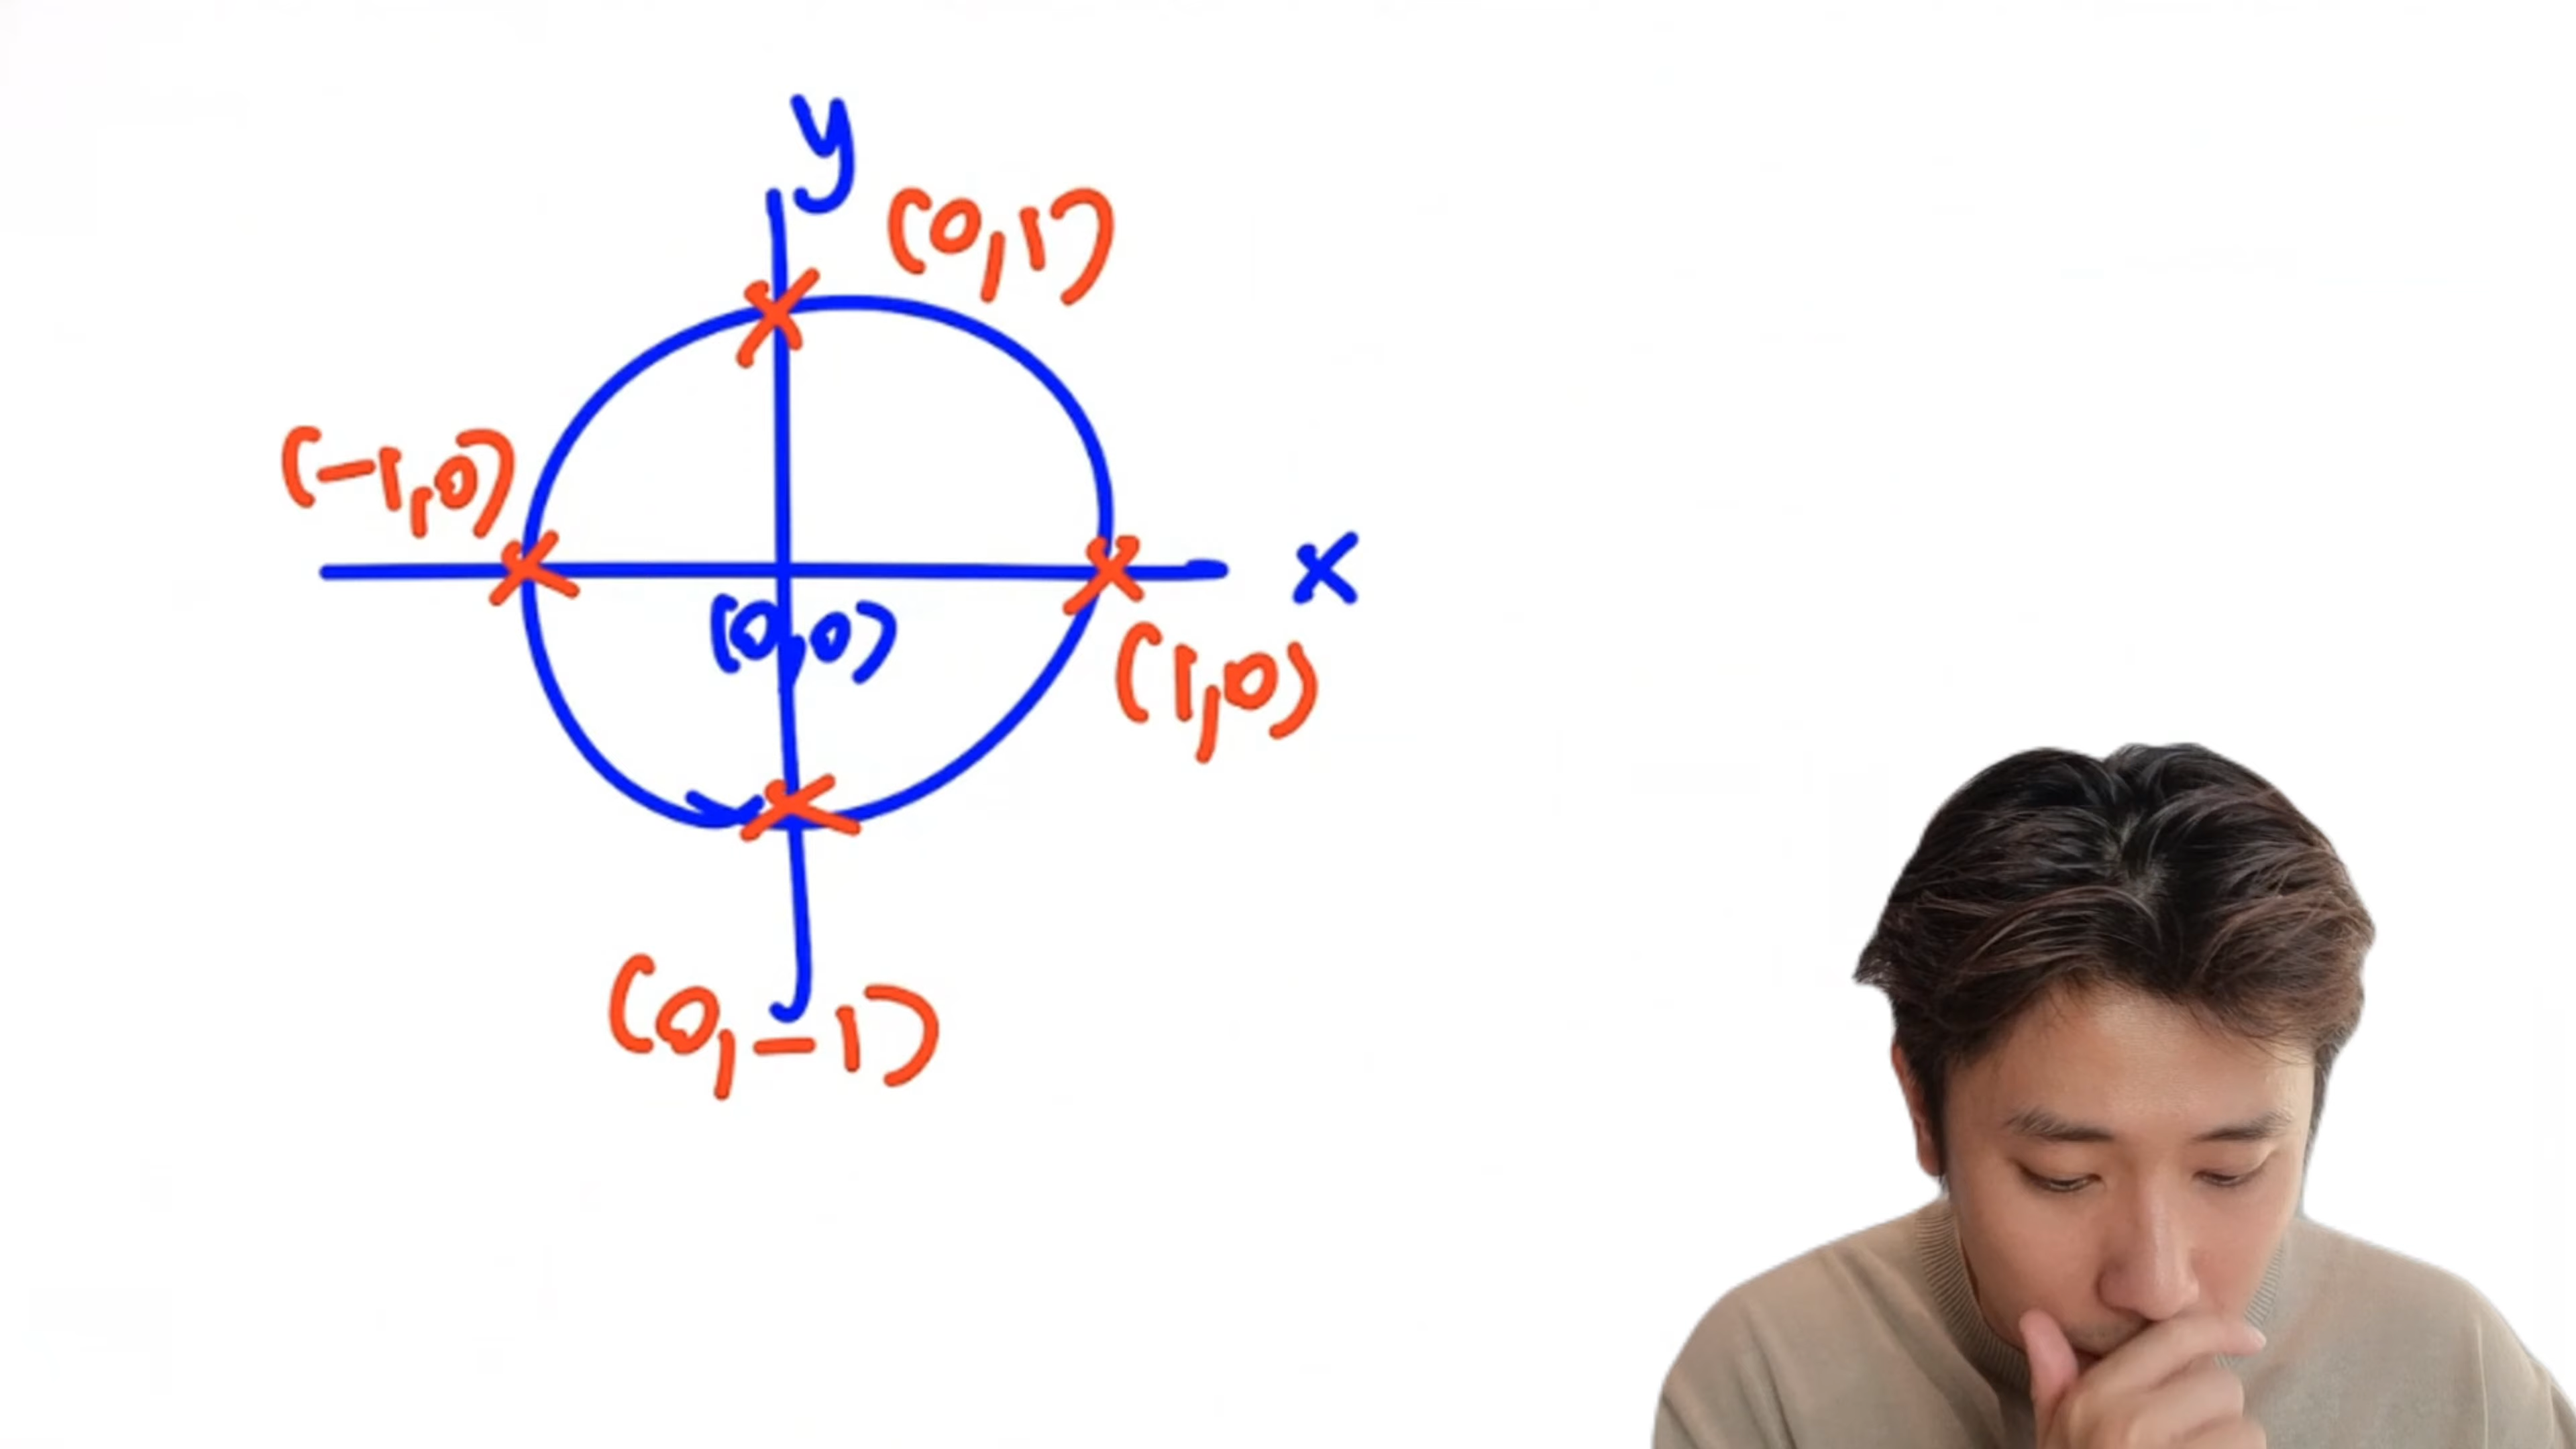 y
(0,1)
(-1,0)
x
(0,0)
(1,0)
(0,-1)